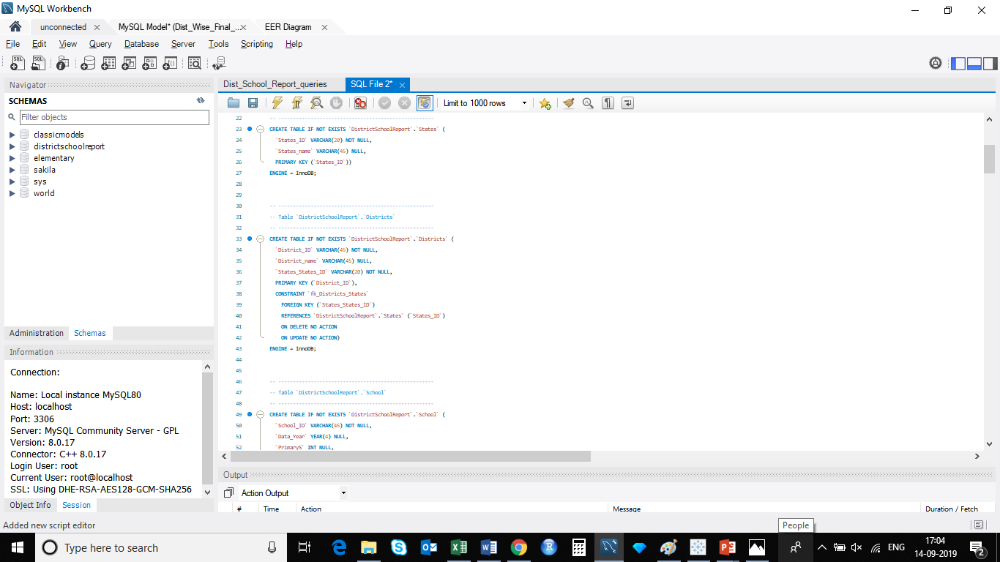 MySQL Workbench
unconnected
MySQL Model* (Dist_Wise_Final_...
EER Diagram
File Edit View Query Database Server Tools Scripting Help
Navigator
SCHEMAS
Filter objects
classicmodels
districtschoolreport
elementary
sakila
sys
world
Administration Schemas
Information
Connection:
Name: Local instance MySQL80
Host: localhost
Port: 3306
Server: MySQL Community Server - GPL
Version: 8.0.17
Connector: C++ 8.0.17
Login User: root
Current User: root@localhost
SSL: Using DHE-RSA-AES128-GCM-SHA256
Object Info Session
Dist_School_Report_queries
SQL File 2*
Limit to 1000 rows
22 -- -----------------------------------------------------
23 CREATE TABLE IF NOT EXISTS `DistrictSchoolReport`.`States` (
24 `States_ID` VARCHAR(20) NOT NULL,
25 `States_name` VARCHAR(45) NULL,
26 PRIMARY KEY (`States_ID`))
27 ENGINE = InnoDB;
28
29
30 -- -----------------------------------------------------
31 -- Table `DistrictSchoolReport`.`Districts`
32 -- -----------------------------------------------------
33 CREATE TABLE IF NOT EXISTS `DistrictSchoolReport`.`Districts` (
34 `District_ID` VARCHAR(45) NOT NULL,
35 `District_name` VARCHAR(45) NULL,
36 `States_States_ID` VARCHAR(20) NOT NULL,
37 PRIMARY KEY (`District_ID`),
38 CONSTRAINT `fk_Districts_States`
39 FOREIGN KEY (`States_States_ID`)
40 REFERENCES `DistrictSchoolReport`.`States` (`States_ID`)
41 ON DELETE NO ACTION
42 ON UPDATE NO ACTION)
43 ENGINE = InnoDB;
44
45
46 -- -----------------------------------------------------
47 -- Table `DistrictSchoolReport`.`School`
48 -- -----------------------------------------------------
49 CREATE TABLE IF NOT EXISTS `DistrictSchoolReport`.`School` (
50 `School_ID` VARCHAR(45) NOT NULL,
51 `Data_Year` YEAR(4) NULL,
52 `PrimaryS` INT NULL,
Output
Action Output
# Time Action Message Duration / Fetch
Added new script editor
People
Type here to search
ENG
17:04
14-09-2019
2